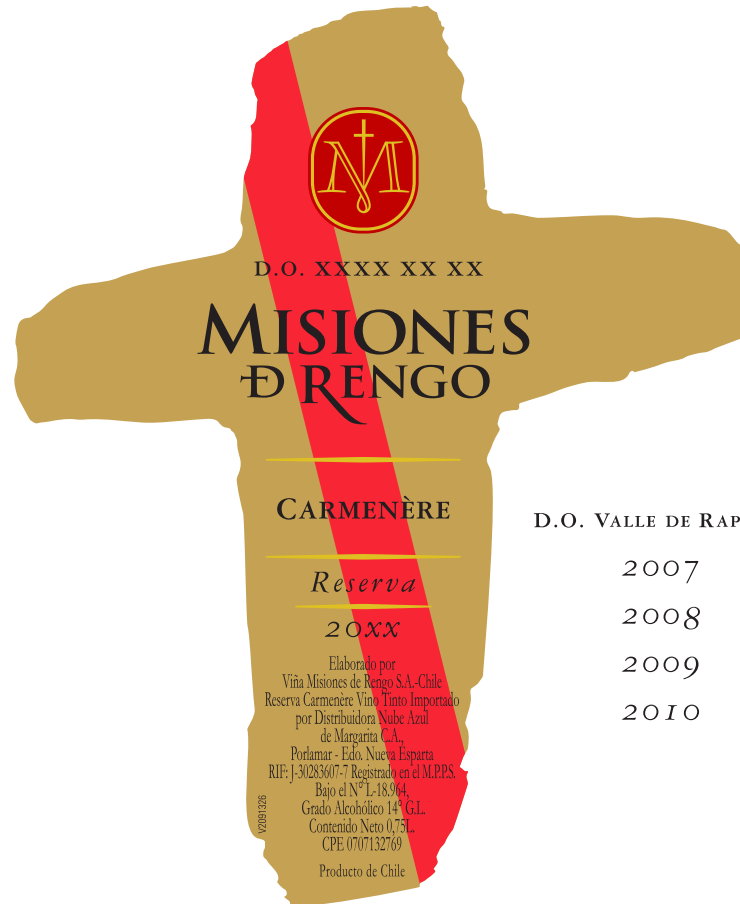 M
D.O. XXXX XX XX
MISIONES
Đ RENGO
CARMENÈRE
Reserva
20XX
Elaborado por
Viña Misiones de Rengo S.A.-Chile
Reserva Carmenère Vino Tinto Importado
por Distribuidora Nube Azul
de Margarita C.A.,
Porlamar - Edo. Nueva Esparta
RIF: J-30283607-7 Registrado en el M.P.P.S.
Bajo el N° L-18.964,
Grado Alcohólico 14° G.L.
Contenido Neto 0,75L.
CPE 0707132769
Producto de Chile
V2091326
D.O. VALLE DE RAP
2007
2008
2009
2010